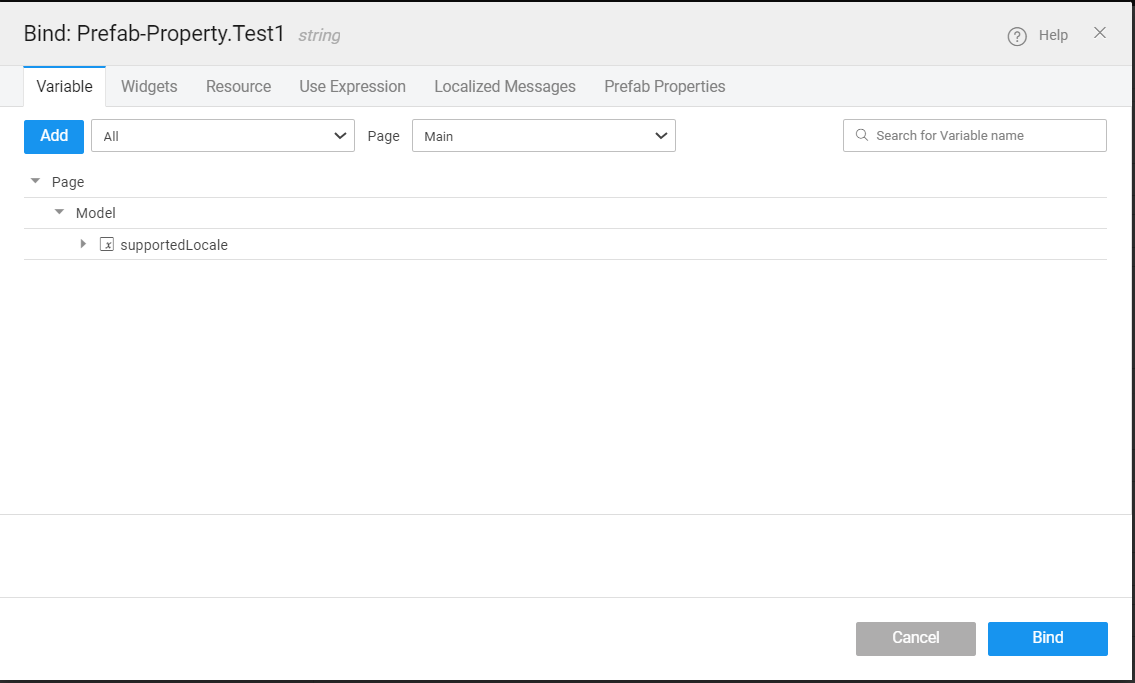 Bind: Prefab-Property.Test1 string
? Help
Variable Widgets Resource Use Expression Localized Messages Prefab Properties
Add All Page Main Search for Variable name
Page
Model
x supportedLocale
Cancel Bind